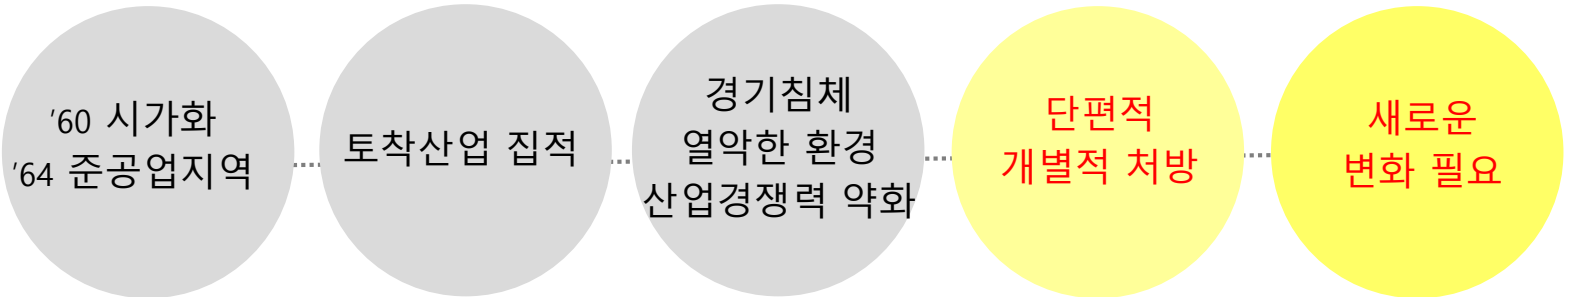 '60 시가화
'64 준공업지역
토착산업 집적
경기침체
열악한 환경
산업경쟁력 약화
단편적
개별적 처방
새로운
변화 필요